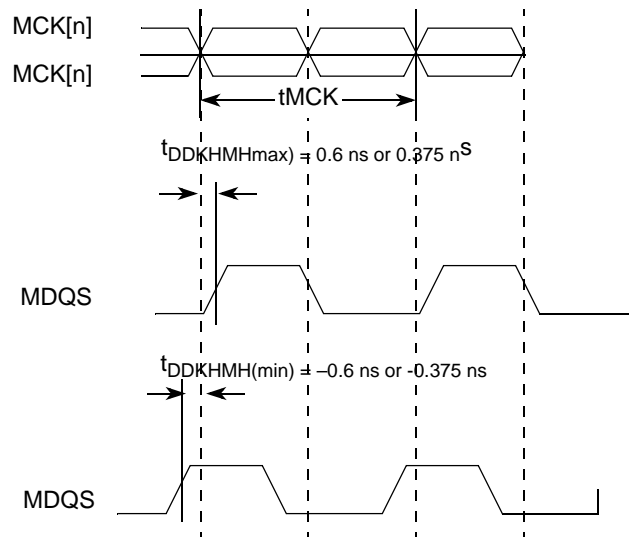 MCK[n]
MCK[n]
tMCK
tDDKHMHmax) = 0.6 ns or 0.375 ns
MDQS
tDDKHMH(min) = –0.6 ns or -0.375 ns
MDQS